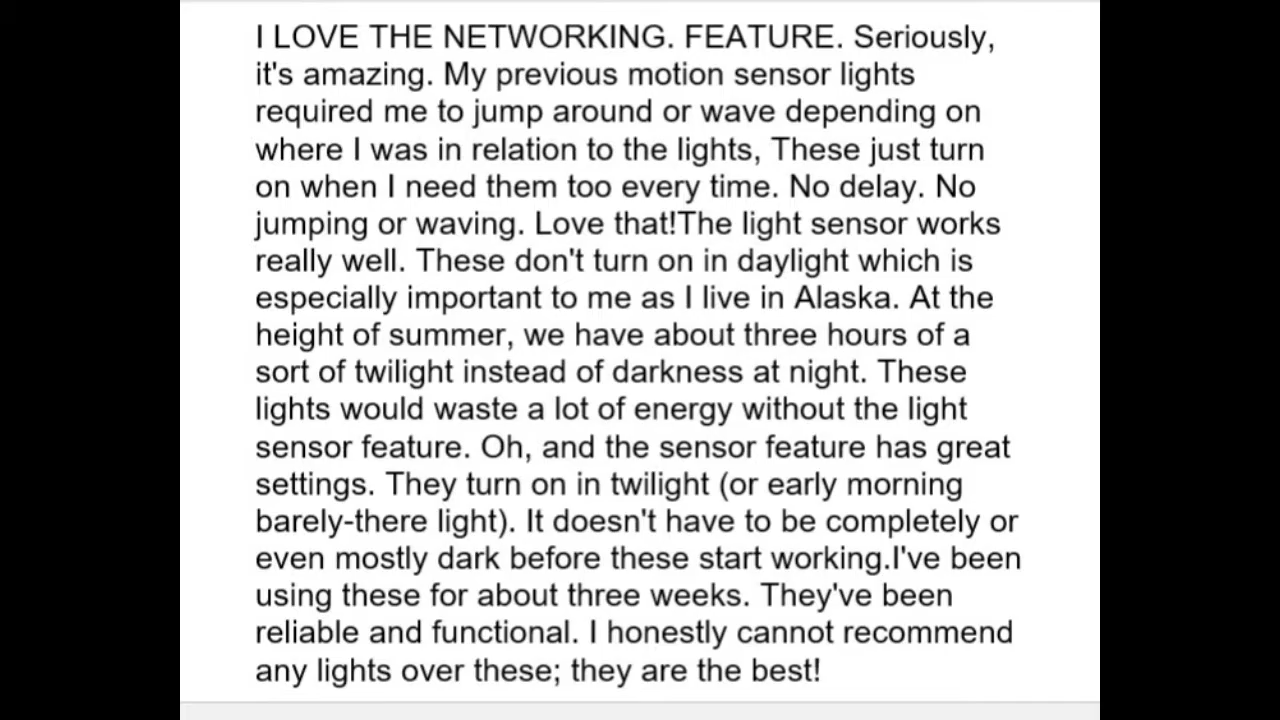 I LOVE THE NETWORKING. FEATURE. Seriously,
it's amazing. My previous motion sensor lights
required me to jump around or wave depending on
where I was in relation to the lights, These just turn
on when I need them too every time. No delay. No
jumping or waving. Love that!The light sensor works
really well. These don't turn on in daylight which is
especially important to me as I live in Alaska. At the
height of summer, we have about three hours of a
sort of twilight instead of darkness at night. These
lights would waste a lot of energy without the light
sensor feature. Oh, and the sensor feature has great
settings. They turn on in twilight (or early morning
barely-there light). It doesn't have to be completely or
even mostly dark before these start working.I've been
using these for about three weeks. They've been
reliable and functional. I honestly cannot recommend
any lights over these; they are the best!